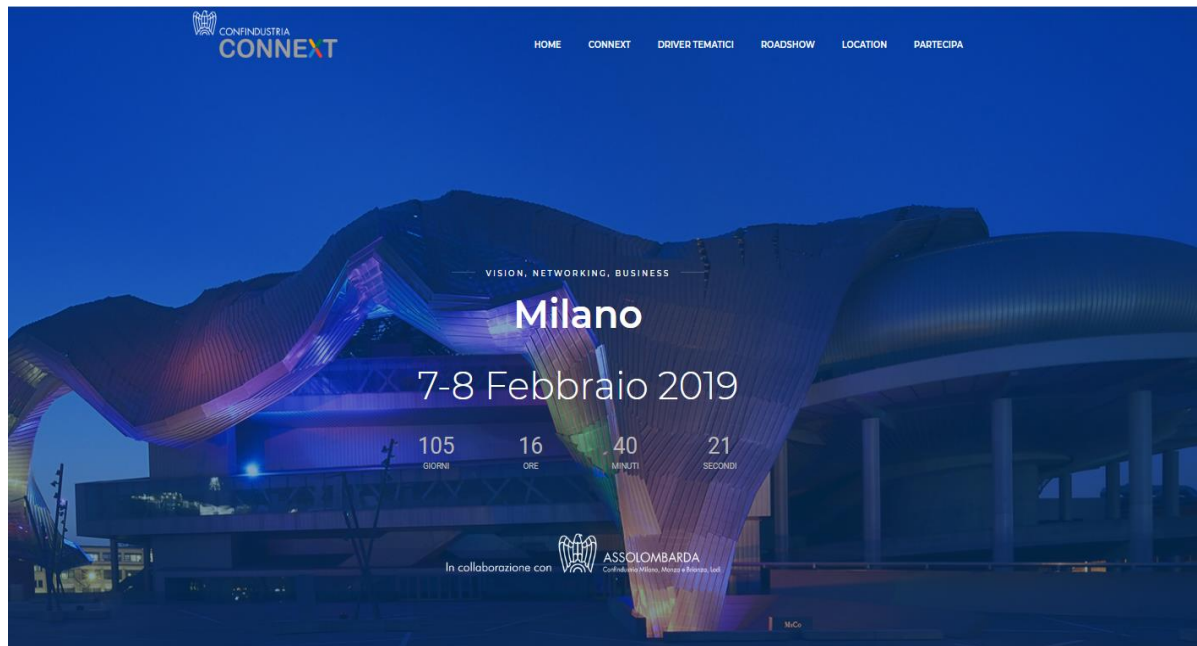 CONFINDUSTRIA
CONNEXT
HOME CONNEXT DRIVER TEMATICI ROADSHOW LOCATION PARTECIPA
VISION, NETWORKING, BUSINESS
Milano
7-8 Febbraio 2019
105 16 40 21
GIORNI ORE MINUTI SECONDI
In collaborazione con
ASSOLOMBARDA
Confindustria Milano, Monza e Brianza, Lodi
MiCo